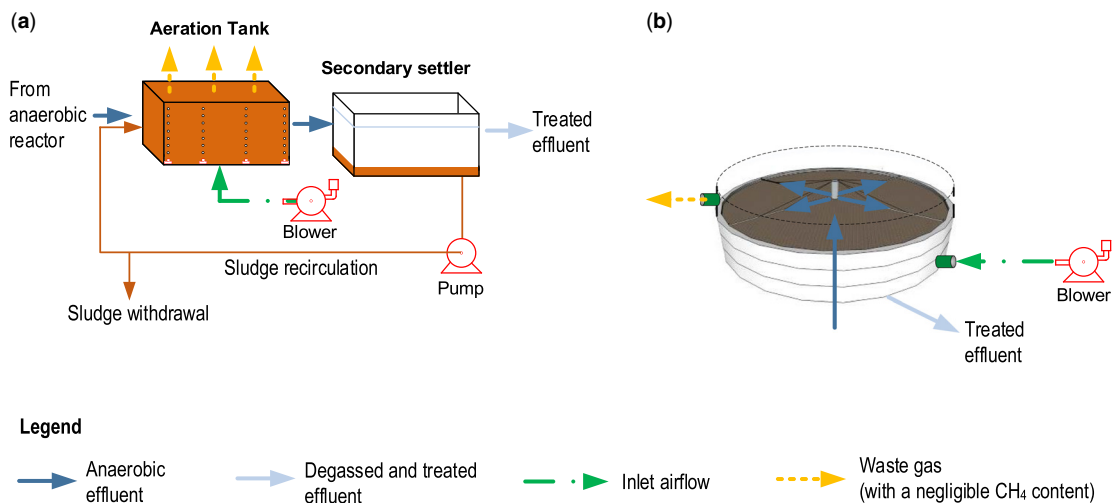 (a)
Aeration Tank
Secondary settler
From
anaerobic
reactor
Treated
effluent
Blower
Sludge recirculation
Pump
Sludge withdrawal
(b)
Blower
Treated
effluent
Legend
Anaerobic
effluent
Degassed and treated
effluent
Inlet airflow
Waste gas
(with a negligible CH₄ content)